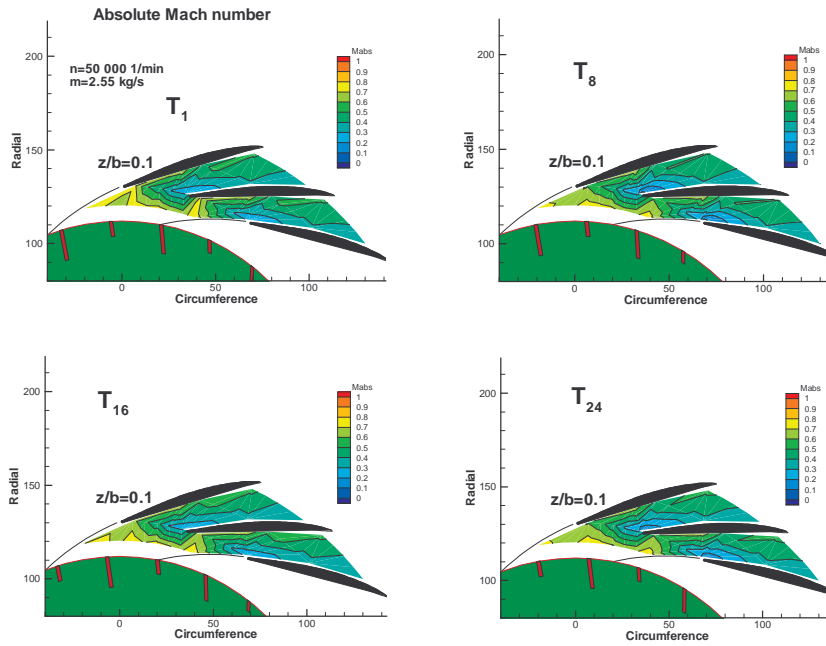 Absolute Mach number
n=50 000 1/min
m=2.55 kg/s
T1
z/b=0.1
Radial
200
150
100
0
50
100
Circumference
Mabs
1
0.9
0.8
0.7
0.6
0.5
0.4
0.3
0.2
0.1
0
T8
z/b=0.1
Radial
200
150
100
0
50
100
Circumference
Mabs
1
0.9
0.8
0.7
0.6
0.5
0.4
0.3
0.2
0.1
0
T16
z/b=0.1
Radial
200
150
100
0
50
100
Circumference
Mabs
1
0.9
0.8
0.7
0.6
0.5
0.4
0.3
0.2
0.1
0
T24
z/b=0.1
Radial
200
150
100
0
50
100
Circumference
Mabs
1
0.9
0.8
0.7
0.6
0.5
0.4
0.3
0.2
0.1
0